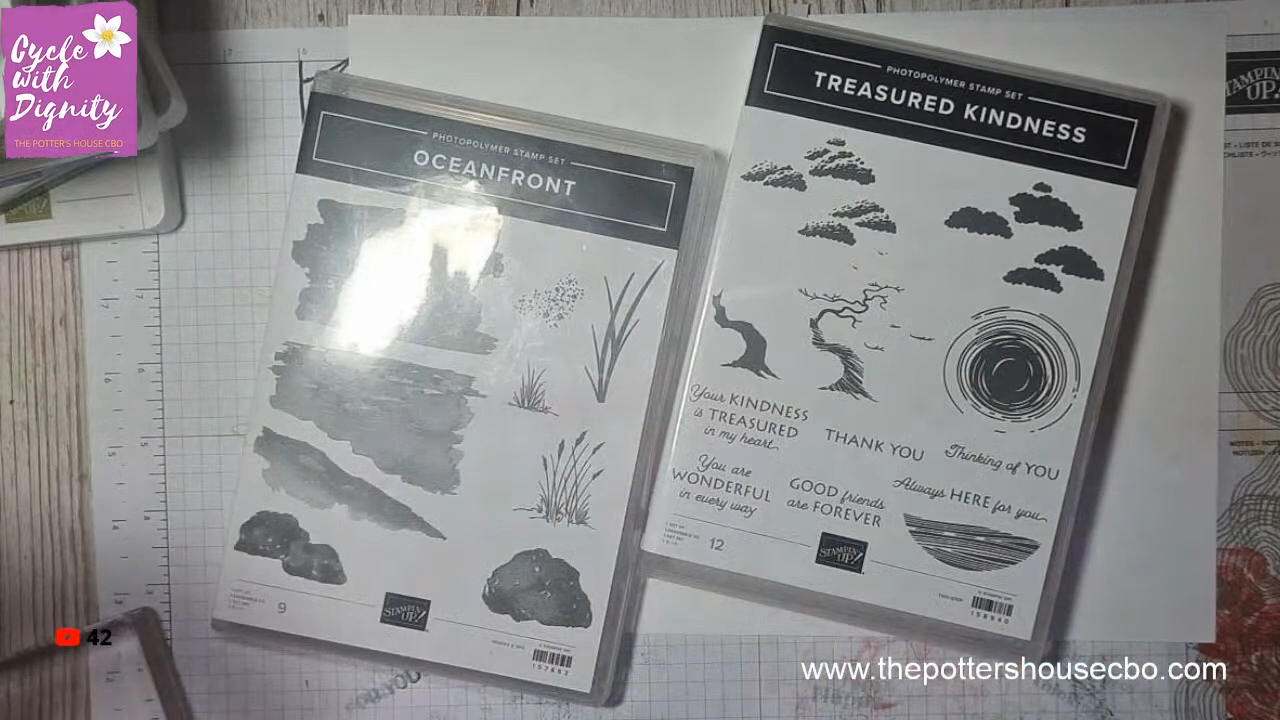 Cycle
with
Dignity
THE POTTER'S HOUSE CBO
PHOTOPOLYMER STAMP SET
OCEANFRONT
9
STAMPIN' UP!
PHOTOPOLYMER STAMP SET
TREASURED KINDNESS
Your KINDNESS
is TREASURED
in my heart
THANK YOU
Thinking of YOU
You are
WONDERFUL
in every way
GOOD friends
are FOREVER
Always HERE for you
12
STAMPIN' UP!
158940
STAMPIN' UP!
42
www.thepottershousecbo.com